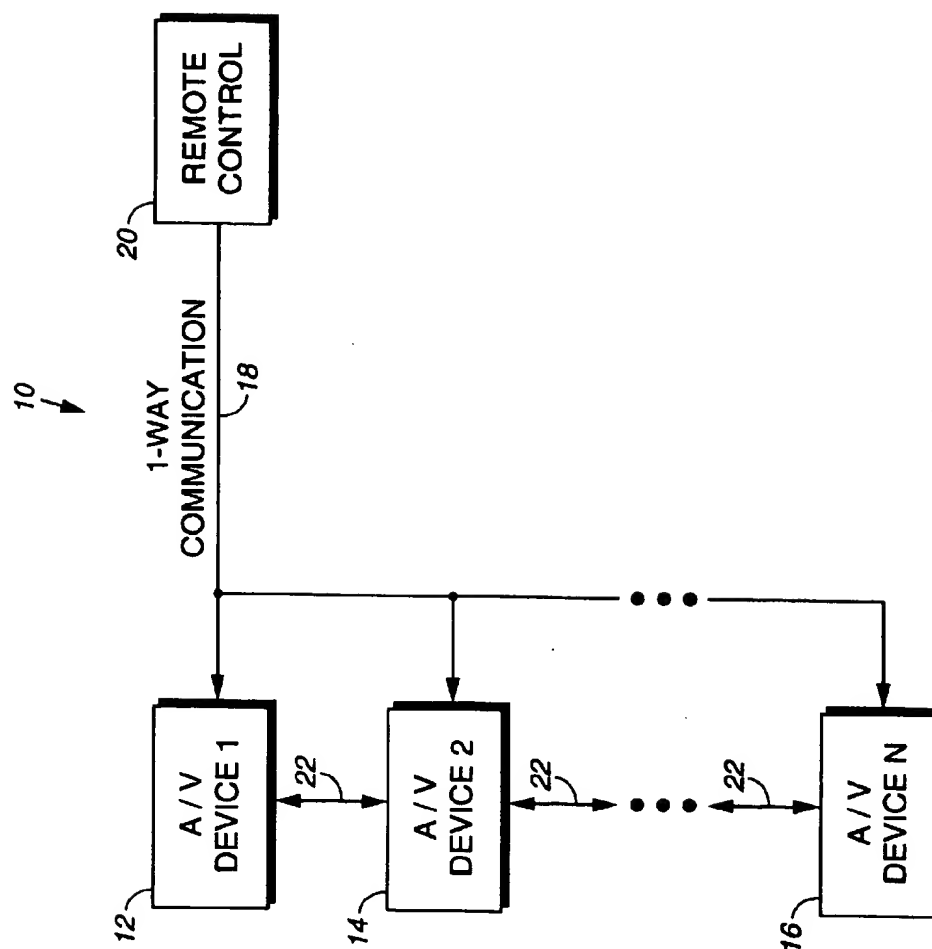 10
1-WAY
COMMUNICATION
18
20
REMOTE
CONTROL
12
A/V
DEVICE 1
22
14
A/V
DEVICE 2
22
22
16
A/V
DEVICE N